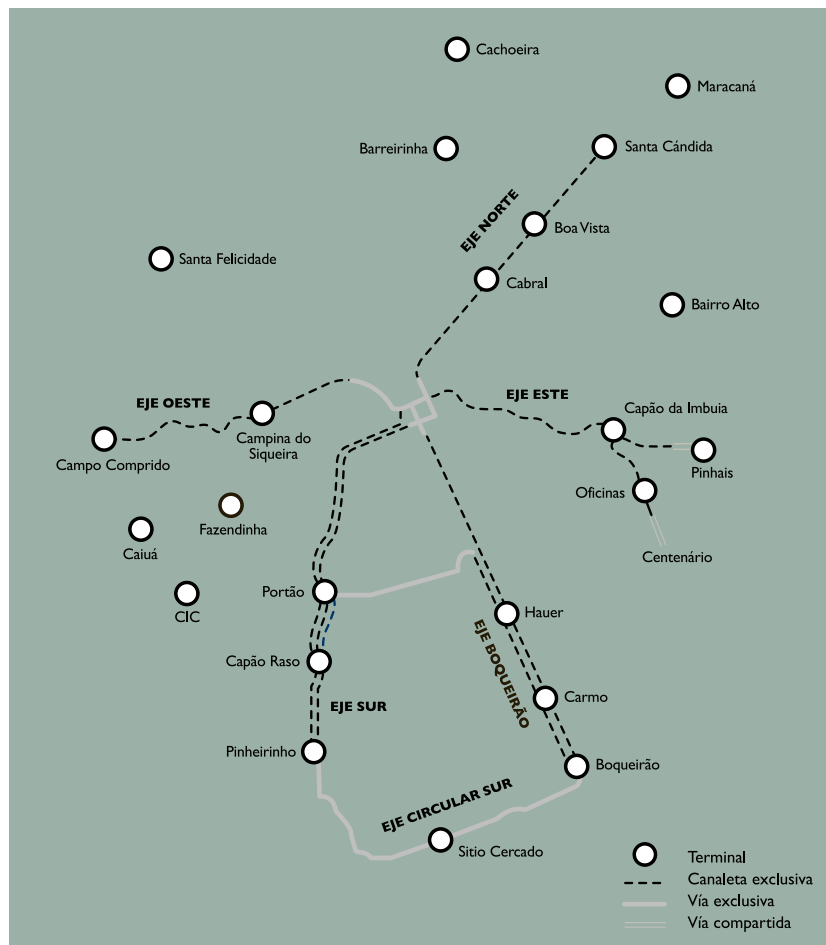 Cachoeira
Maracaná
Barreirinha
Santa Cándida
EJE NORTE
Boa Vista
Santa Felicidade
Cabral
Bairro Alto
EJE OESTE
EJE ESTE
Capão da Imbuia
Campina do
Siqueira
Campo Comprido
Pinhais
Oficinas
Fazendinha
Caiuá
Centenário
Portão
CIC
Hauer
EJE BOQUEIRÃO
Capão Raso
EJE SUR
Carmo
Pinheirinho
Boqueirão
EJE CIRCULAR SUR
Sitio Cercado
Terminal
Canaleta exclusiva
Vía exclusiva
Vía compartida